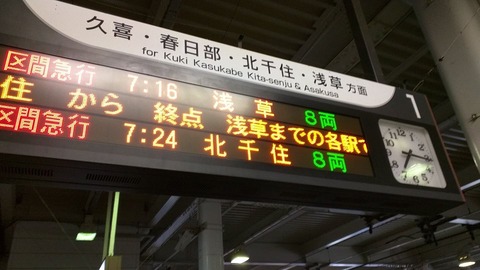 久喜・春日部・北千住・浅草 方面
for Kuki Kasukabe Kita-senju & Asakusa
1
区間急行 7:16 浅草 8両
住 から 終点 浅草までの各駅で
区間急行 7:24 北千住 8両